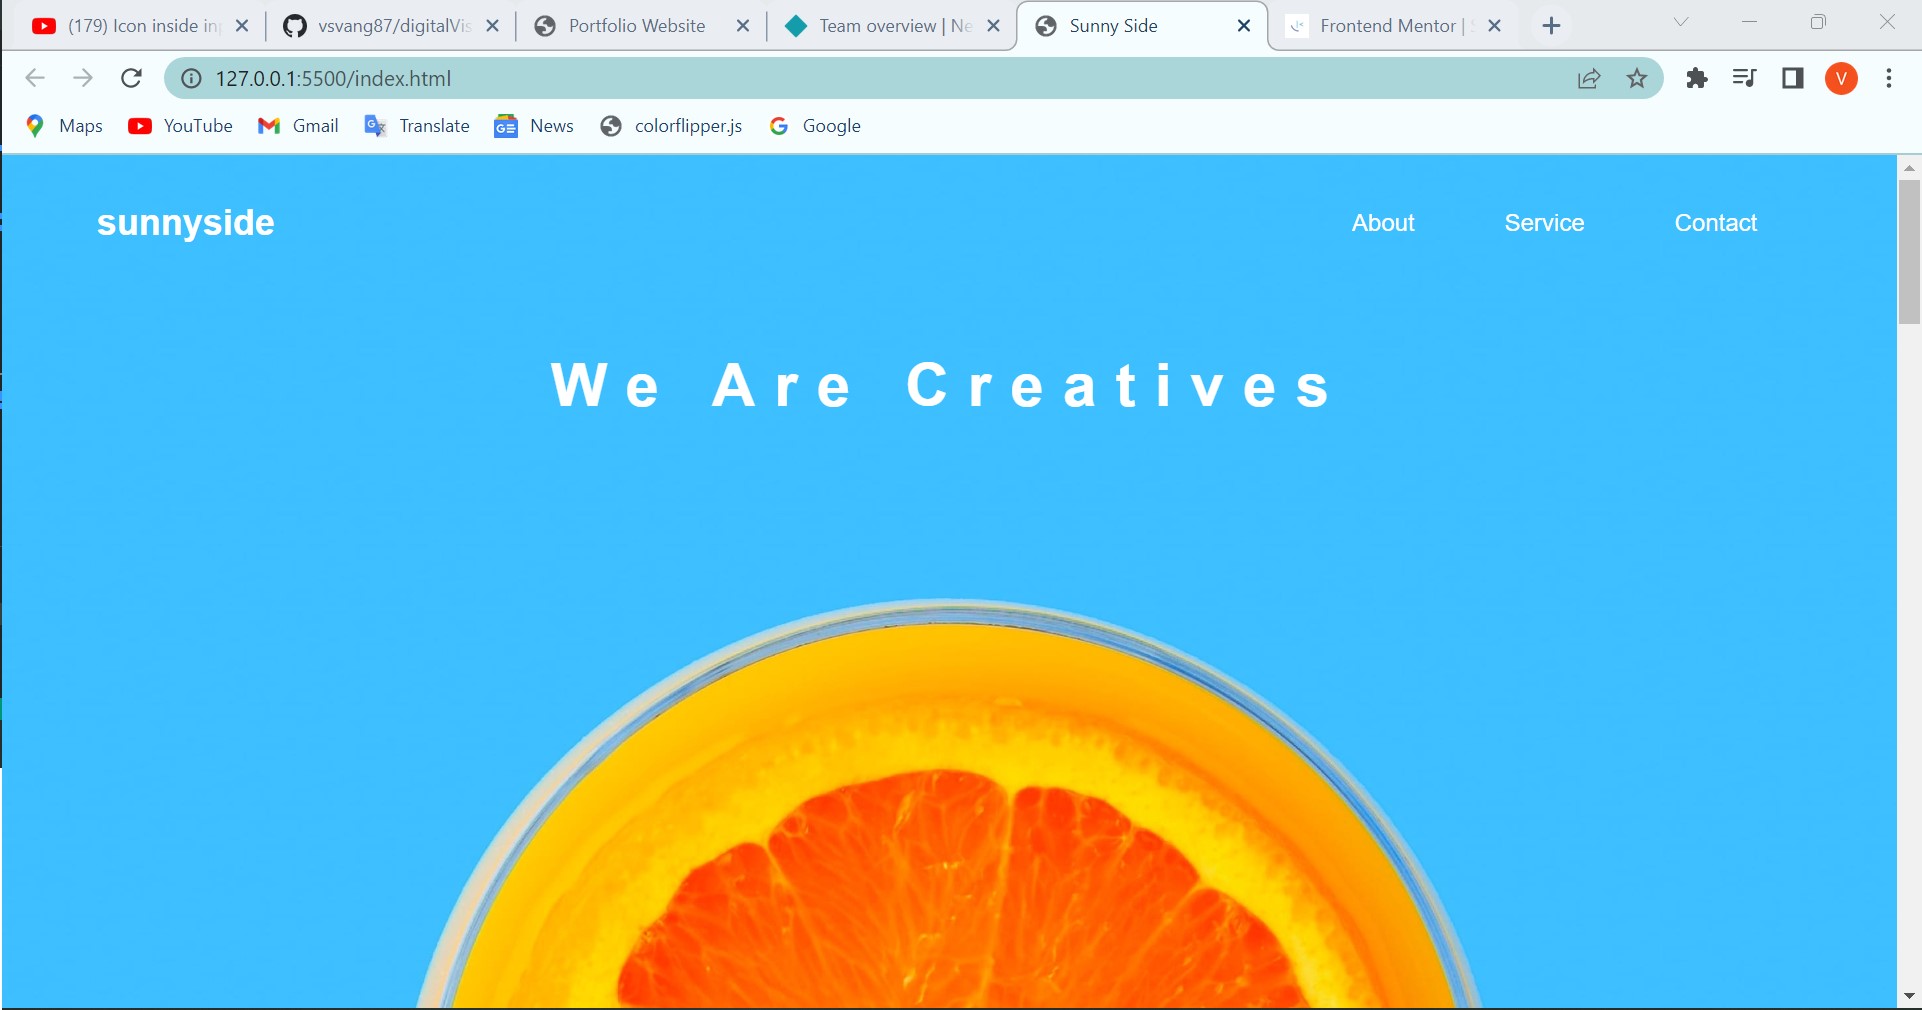 (179) Icon inside in
vsvang87/digitalVis
Portfolio Website
Team overview | Ne
Sunny Side
Frontend Mentor |
127.0.0.1:5500/index.html
V
Maps
YouTube
Gmail
Translate
News
colorflipper.js
Google
sunnyside
About
Service
Contact
We Are Creatives